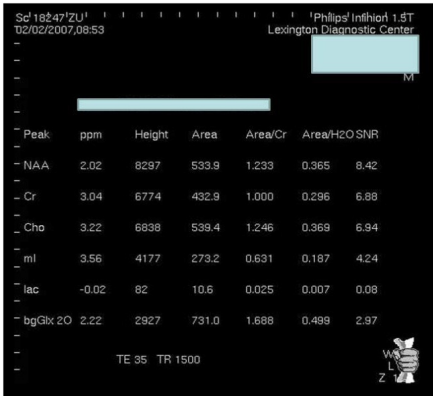 Sc 18247'ZU
'Philips' Infinion 1.5T
02/02/2007,08:53
Lexington Diagnostic Center
M
Peak ppm Height Area Area/Cr Area/H2O SNR
NAA 2.02 8297 533.9 1.233 0.365 8.42
Cr 3.04 6774 432.9 1.000 0.296 6.88
Cho 3.22 6838 539.4 1.246 0.369 6.94
mI 3.56 4177 273.2 0.631 0.187 4.24
lac -0.02 82 10.6 0.025 0.007 0.08
bgGlx 2O 2.22 2927 731.0 1.688 0.499 2.97
TE 35 TR 1500
W
L
Z 1